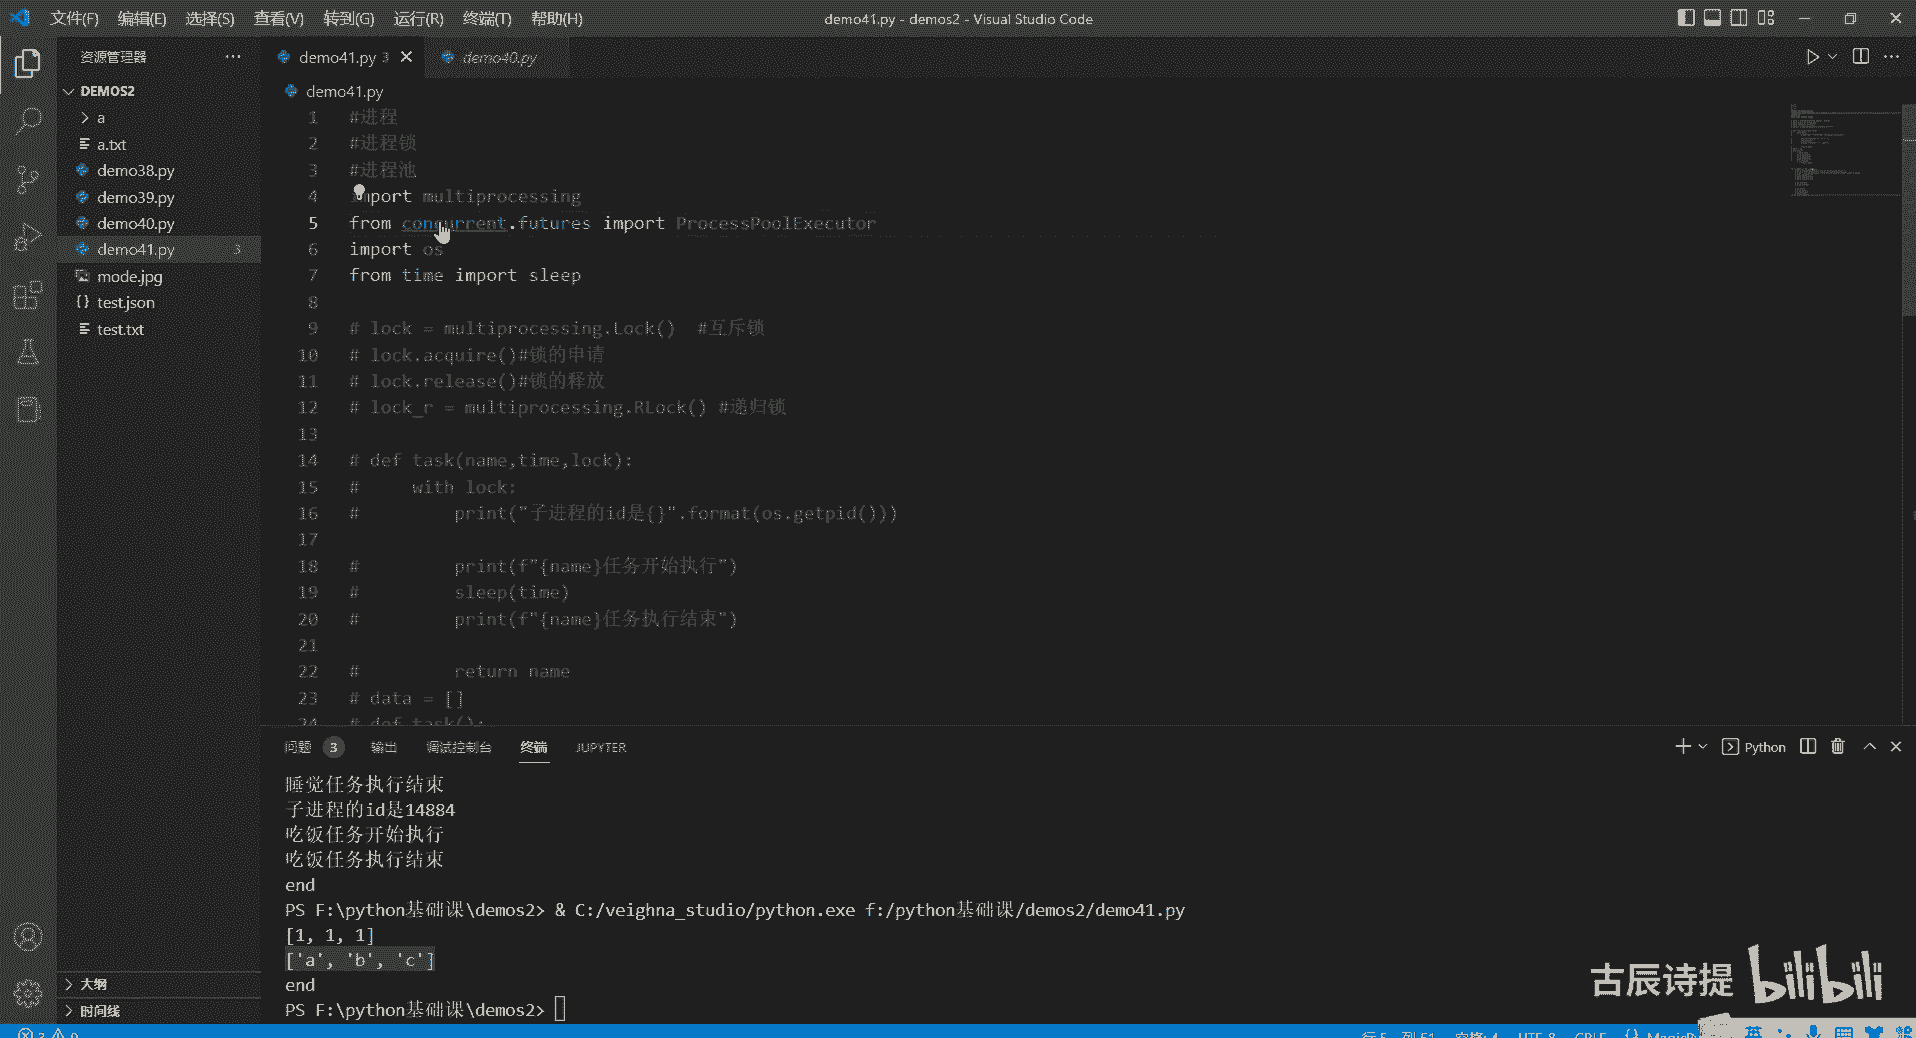 文件(F) 编辑(E) 选择(S) 查看(V) 转到(G) 运行(R) 终端(T) 帮助(H) demo41.py - demos2 - Visual Studio Code
资源管理器
DEMOS2
a
a.txt
demo38.py
demo39.py
demo40.py
demo41.py 3
mode.jpg
test.json
test.txt
大纲
时间线
demo41.py 3 demo40.py
demo41.py
1 #进程
2 #进程锁
3 #进程池
4 import multiprocessing
5 from concurrent.futures import ProcessPoolExecutor
6 import os
7 from time import sleep
8
9 # lock = multiprocessing.Lock() #互斥锁
10 # lock.acquire()#锁的申请
11 # lock.release()#锁的释放
12 # lock_r = multiprocessing.RLock() #递归锁
13
14 # def task(name,time,lock):
15 # with lock:
16 # print("子进程的id是{}".format(os.getpid()))
17
18 # print(f"{name}任务开始执行")
19 # sleep(time)
20 # print(f"{name}任务执行结束")
21
22 # return name
23 # data = []
24 # def task():
问题 3 输出 调试控制台 终端 JUPYTER Python
睡觉任务执行结束
子进程的id是14884
吃饭任务开始执行
吃饭任务执行结束
end
PS F:\python基础课\demos2> & C:/veighna_studio/python.exe f:/python基础课/demos2/demo41.py
[1, 1, 1]
['a', 'b', 'c']
end
PS F:\python基础课\demos2>
古辰诗提 bilibili
行 5, 列 51 空格: 4 UTF-8 CRLF 英